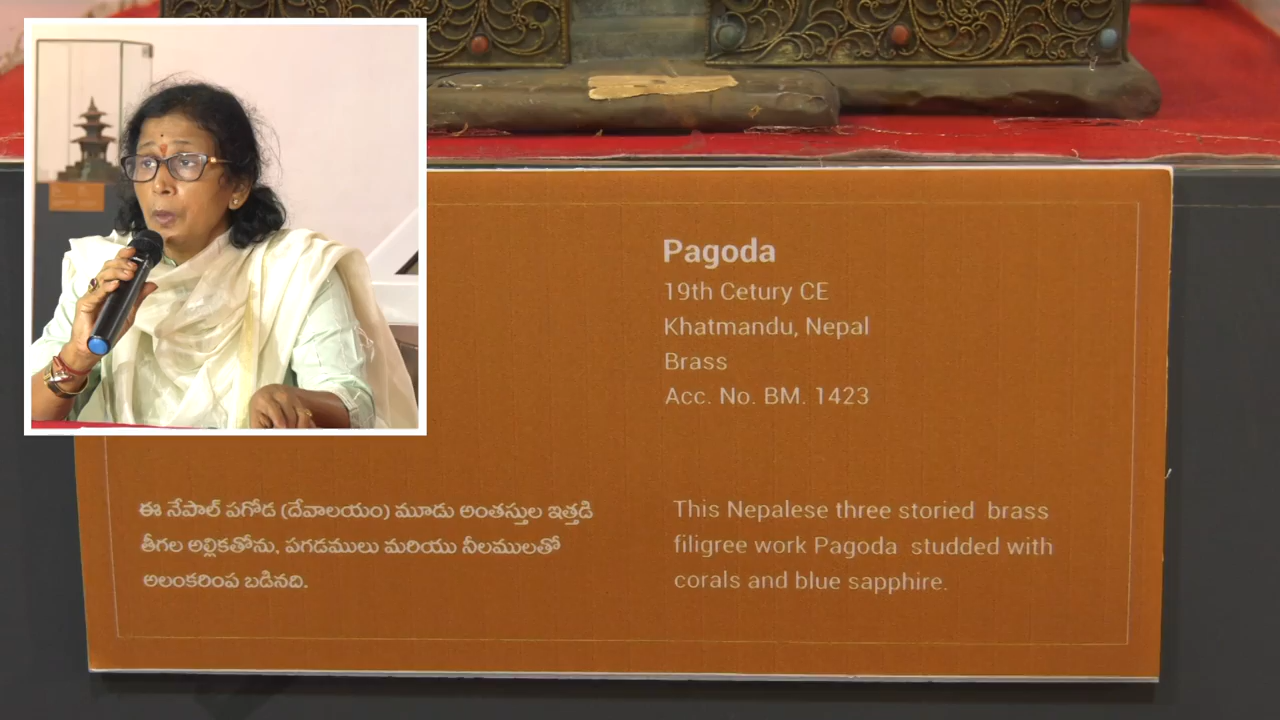 Pagoda
19th Cetury CE
Khatmandu, Nepal
Brass
Acc. No. BM. 1423
ఈ నేపాల్ పగోడ (దేవాలయం) మూడు అంతస్తుల ఇత్తడి
తీగల అల్లికతోను, పగడములు మరియు నీలములతో
అలంకరింప బడినది.
This Nepalese three storied brass
filigree work Pagoda studded with
corals and blue sapphire.